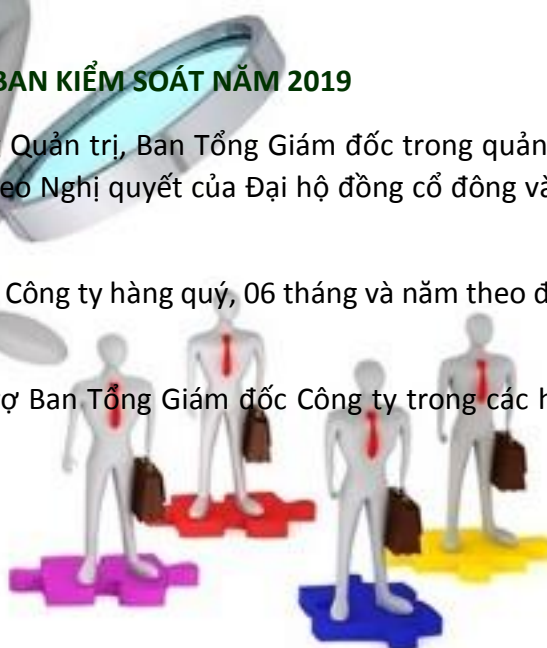 BAN KIỂM SOÁT NĂM 2019
Quản trị, Ban Tổng Giám đốc trong quản
eo Nghị quyết của Đại hộ đồng cổ đông và
Công ty hàng quý, 06 tháng và năm theo đ
ợ Ban Tổng Giám đốc Công ty trong các h